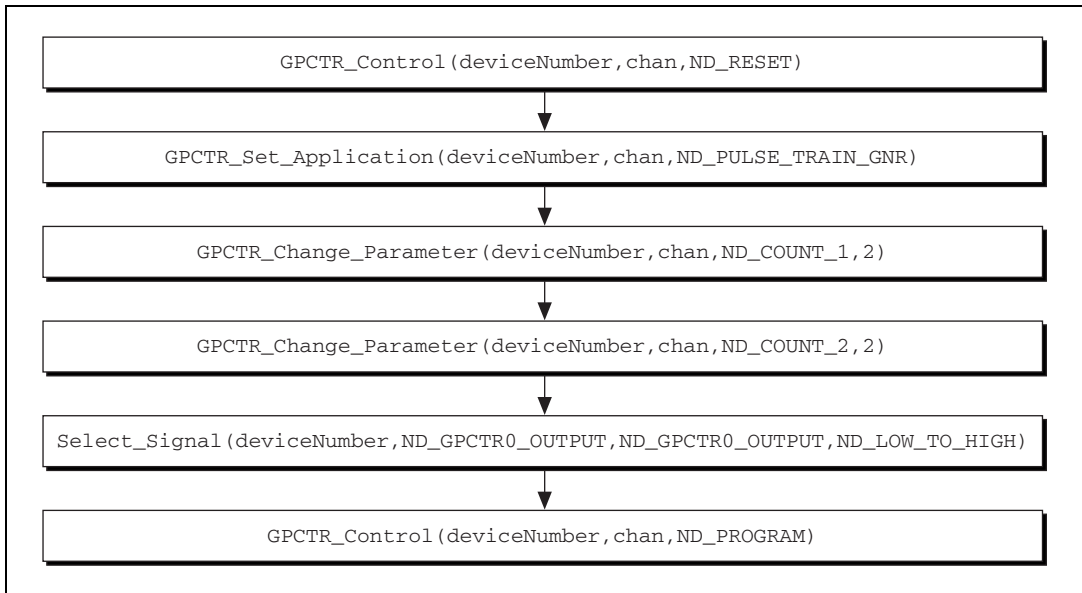 GPCTR_Control(deviceNumber,chan,ND_RESET)
GPCTR_Set_Application(deviceNumber,chan,ND_PULSE_TRAIN_GNR)
GPCTR_Change_Parameter(deviceNumber,chan,ND_COUNT_1,2)
GPCTR_Change_Parameter(deviceNumber,chan,ND_COUNT_2,2)
Select_Signal(deviceNumber,ND_GPCTR0_OUTPUT,ND_GPCTR0_OUTPUT,ND_LOW_TO_HIGH)
GPCTR_Control(deviceNumber,chan,ND_PROGRAM)